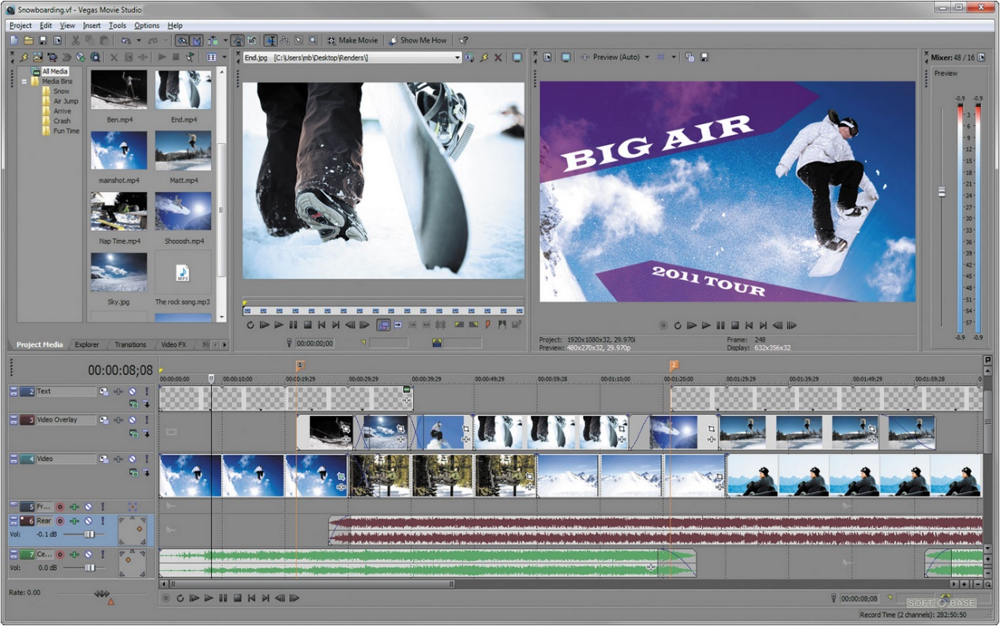 Snowboarding.vf - Vegas Movie Studio
Project Edit View Insert Tools Options Help
Make Movie Show Me How
All Media
Media Bins
Snow
Air Jump
Arrive
Crash
Fun Time
Ben.mp4 End.mp4
mainshot.mp4 Matt.mp4
Nap Time.mp4 Shooosh.mp4
MP3
Sky.jpg The rock song.mp3
Project Media Explorer Transitions Video FX
End.jpg [C:\Users\mb\Desktop\Renders\]
00:00:00;00
Preview (Auto)
BIG AIR
2011 TOUR
Project: 1920x1080x32, 29.970i Frame: 248
Preview: 480x270x32, 29.970p Display: 632x356x32
Mixer: 48 / 16
Preview
-0.9 -0.9
3
6
9
12
15
18
21
24
27
30
33
36
39
42
45
48
51
54
57
-0.9 -0.9
00:00:08;08
1 2
00:00:00;00 00:00:10;00 00:00:19;29 00:00:29;29 00:00:39;29 00:00:49;29 00:00:59;28 00:01:10;00 00:01:20;00 00:01:29;29 00:01:39;29 00:01:49;29 00:01:59;28
2 Text
3 Video Overlay
4 Video
5 Fr...
6 Rear
Vol: -0.1 dB
7 Ce...
Vol: 0.0 dB
Rate: 0.00
00:00:08;08
SOFT BASE
Record Time (2 channels): 282:50:50